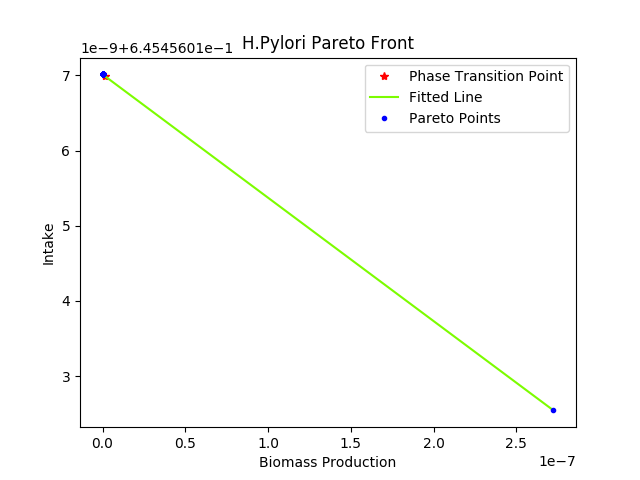 H.Pylori Pareto Front
1e−9+6.4545601e−1
Phase Transition Point
Fitted Line
Pareto Points
7
6
5
4
3
Intake
0.0 0.5 1.0 1.5 2.0 2.5
1e−7
Biomass Production